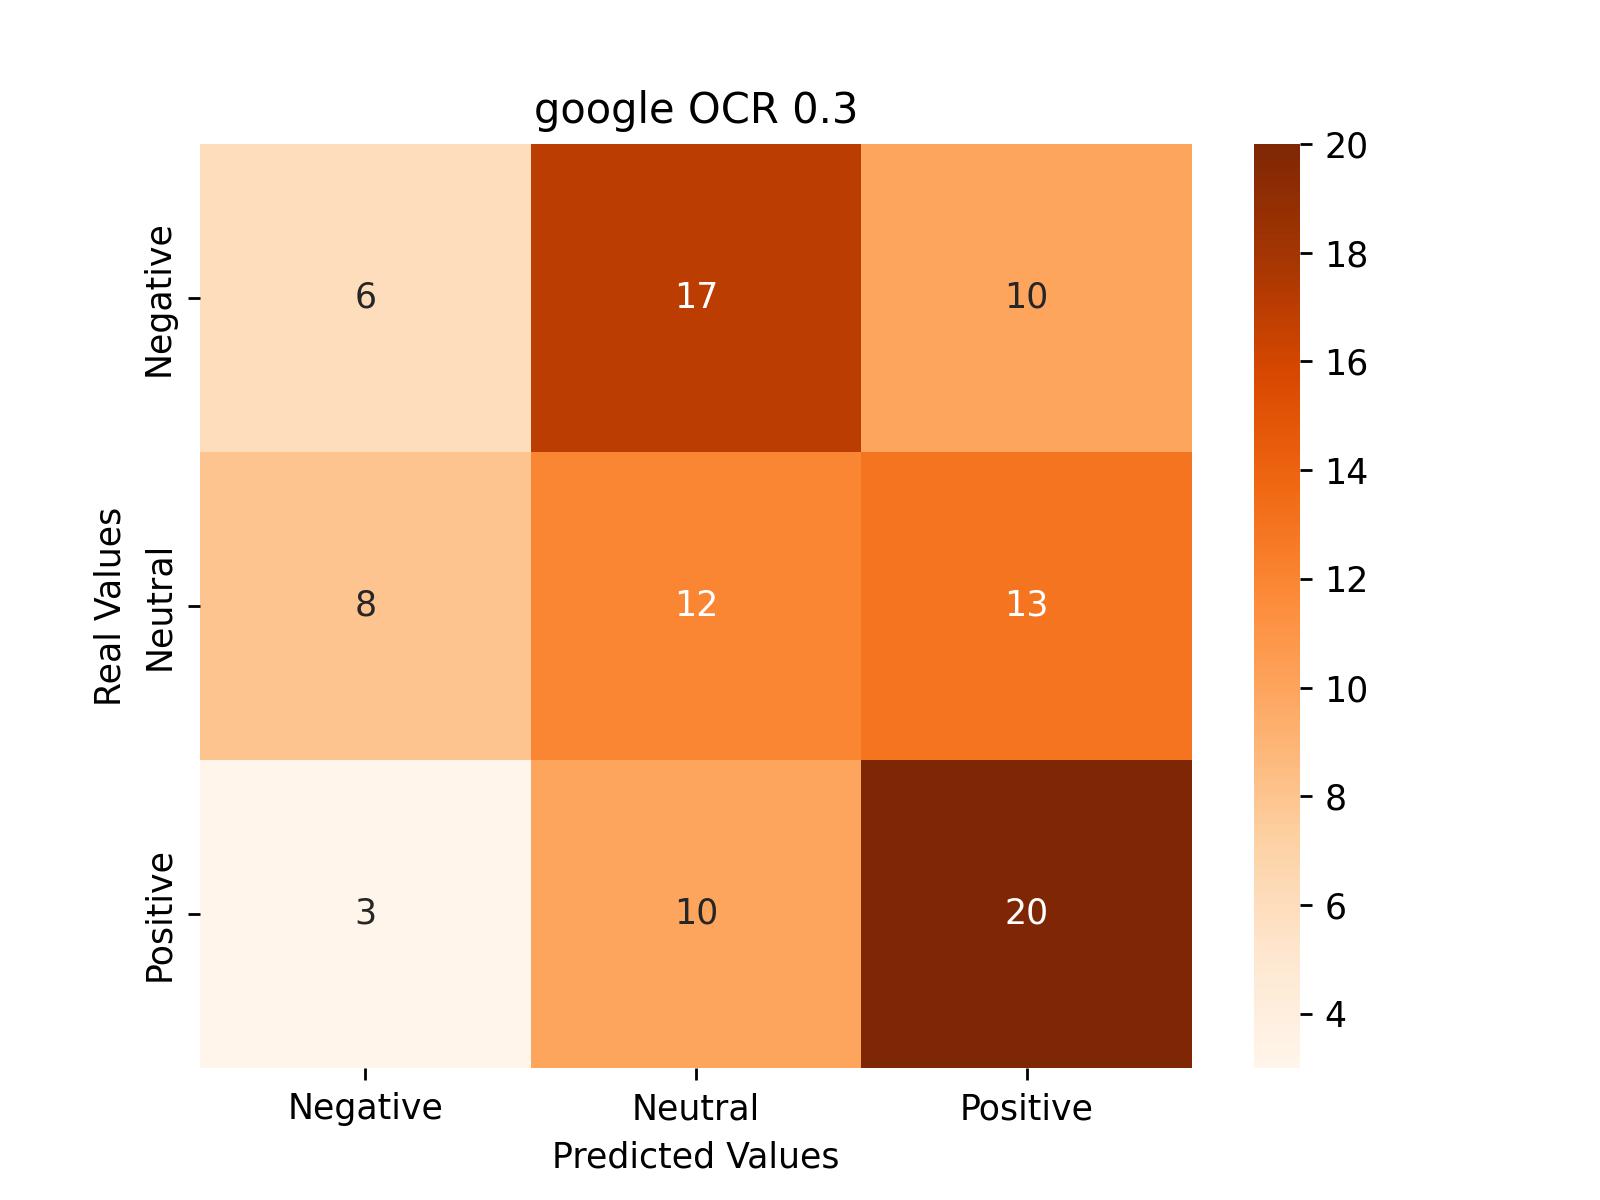 google OCR 0.3
Real Values
Negative
6 17 10
Neutral
8 12 13
Positive
3 10 20
Negative Neutral Positive
Predicted Values
20
18
16
14
12
10
8
6
4